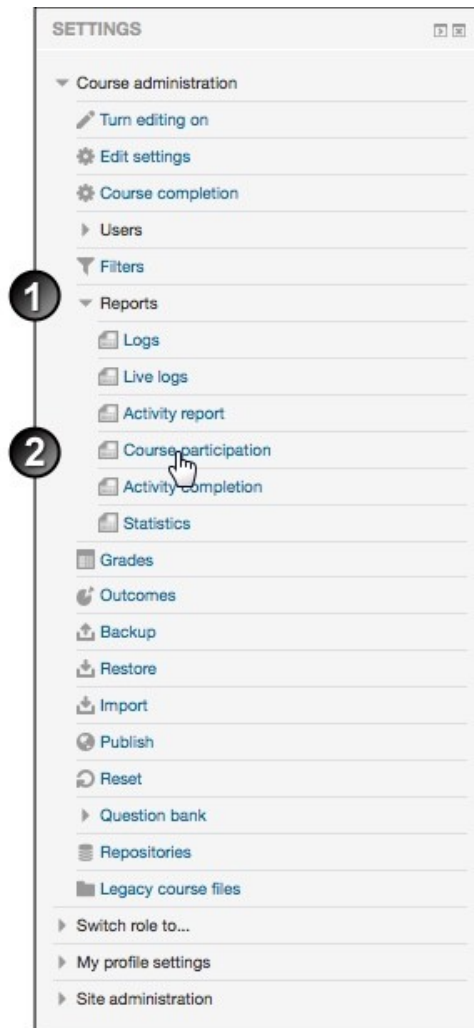 SETTINGS
Course administration
Turn editing on
Edit settings
Course completion
Users
Filters
1
Reports
Logs
Live logs
Activity report
2
Course participation
Activity completion
Statistics
Grades
Outcomes
Backup
Restore
Import
Publish
Reset
Question bank
Repositories
Legacy course files
Switch role to...
My profile settings
Site administration